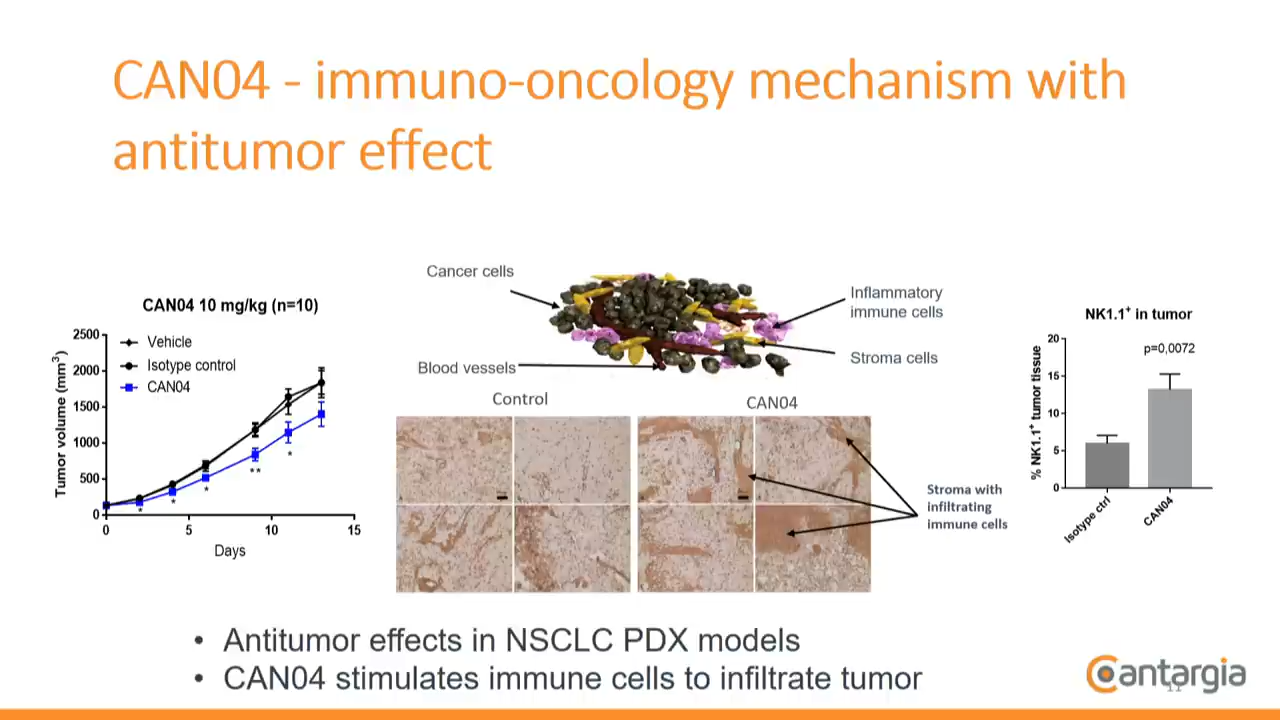 CAN04 - immuno-oncology mechanism with
antitumor effect
CAN04 10 mg/kg (n=10)
Tumor volume (mm³)
2500
2000
1500
1000
500
0
Vehicle
Isotype control
CAN04
*
*
*
**
*
0
5
10
15
Days
Cancer cells
Blood vessels
Inflammatory
immune cells
Stroma cells
Control
CAN04
Stroma with
infiltrating
immune cells
NK1.1⁺ in tumor
% NK1.1⁺ tumor tissue
20
15
10
5
0
p=0,0072
Isotype ctrl
CAN04
• Antitumor effects in NSCLC PDX models
• CAN04 stimulates immune cells to infiltrate tumor
Cantargia
11